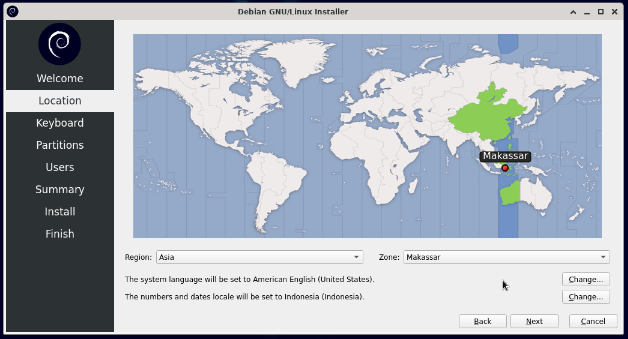 Debian GNU/Linux Installer
Welcome
Location
Keyboard
Partitions
Users
Summary
Install
Finish
Makassar
Region: Asia Zone: Makassar
The system language will be set to American English (United States). Change...
The numbers and dates locale will be set to Indonesia (Indonesia). Change...
Back Next Cancel